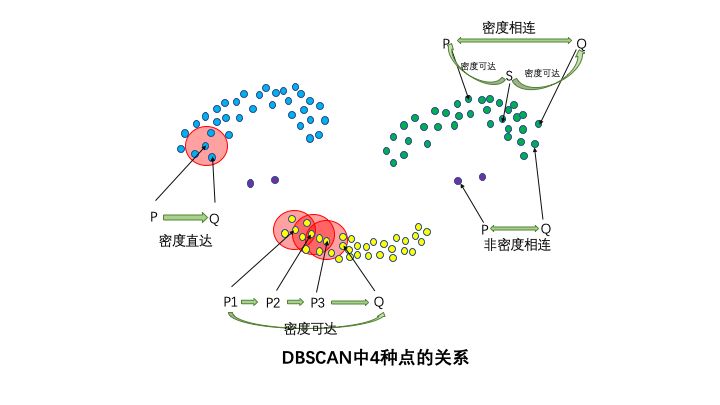 密度相连
P Q
密度可达 S 密度可达
P Q
密度直达
P Q
非密度相连
P1 P2 P3 Q
密度可达
DBSCAN中4种点的关系